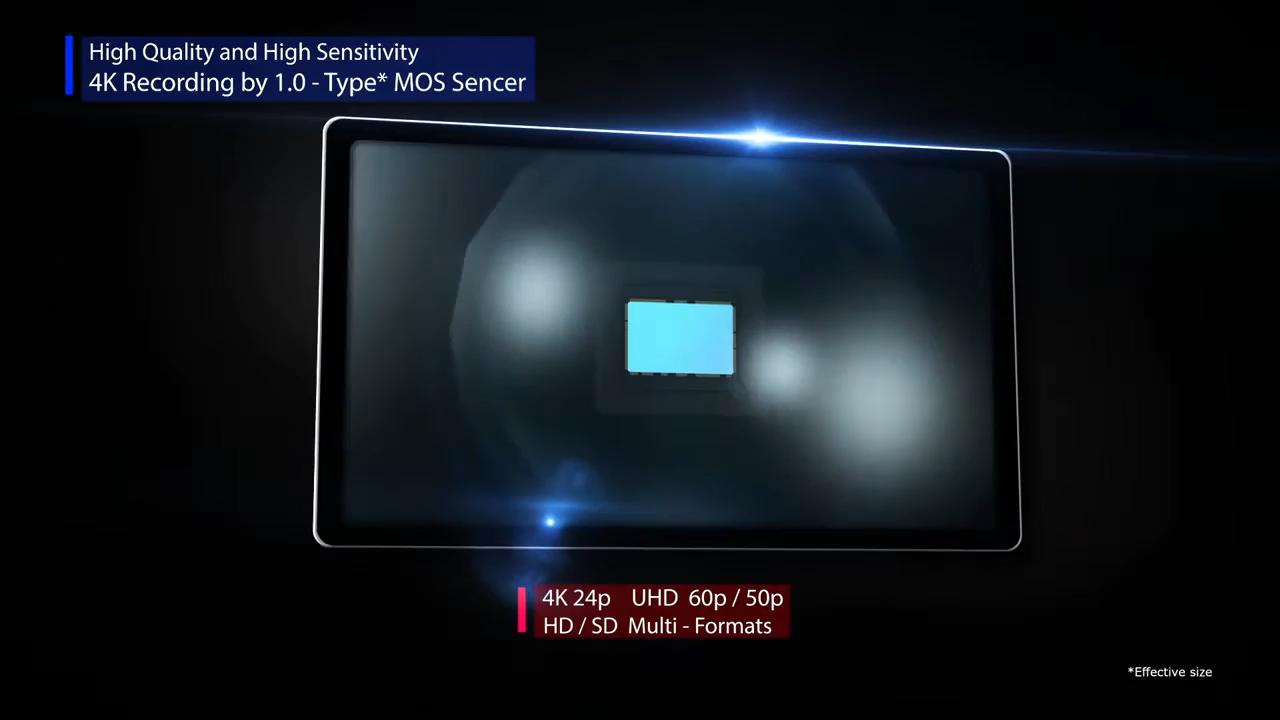 High Quality and High Sensitivity
4K Recording by 1.0 - Type* MOS Sencer
4K 24p UHD 60p / 50p
HD / SD Multi - Formats
*Effective size